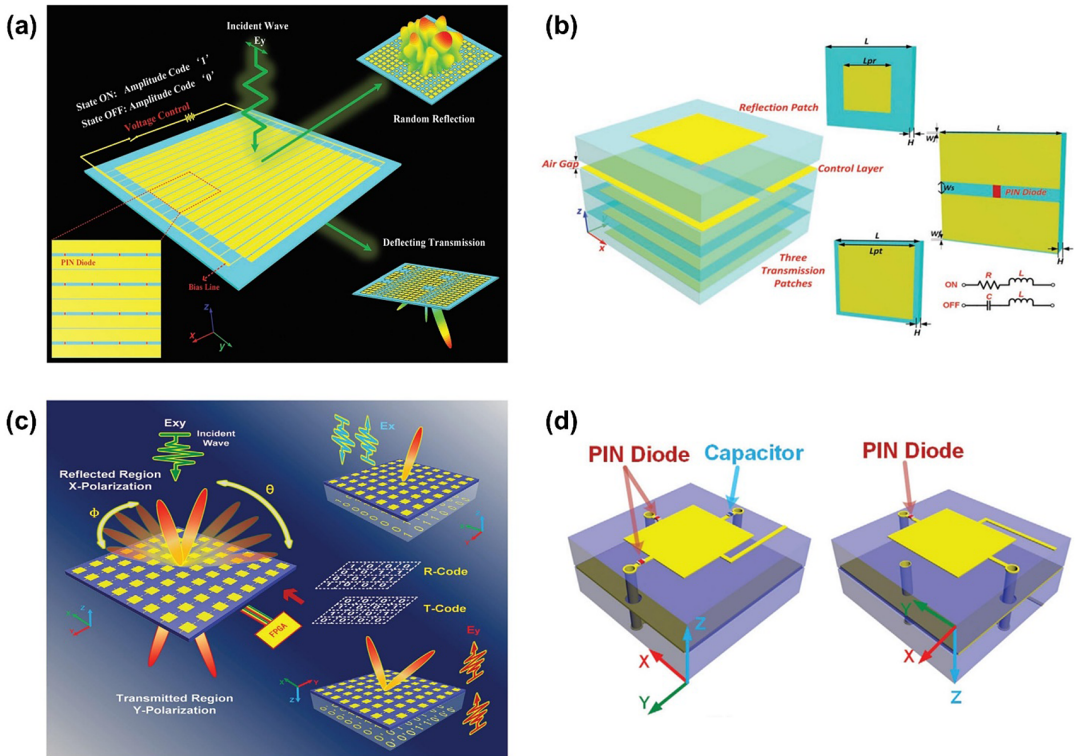 (a)
Incident Wave
Ey
State ON: Amplitude Code '1'
State OFF: Amplitude Code '0'
Voltage Control
Random Reflection
Deflecting Transmission
PIN Diode
Bias Line
z
x
y
(b)
L
Lpr
H
Reflection Patch
Air Gap
Control Layer
z
x
Three
Transmission
Patches
L
Wf
Ws
PIN Diode
Wf
H
L
Lpt
H
ON
R
L
OFF
C
L
(c)
Exy
Incident
Wave
Reflected Region
X-Polarization
Φ
θ
Ex
R-Code
T-Code
FPGA
Ey
Transmitted Region
Y-Polarization
(d)
PIN Diode
Capacitor
PIN Diode
Z
X
Y
Y
X
Z